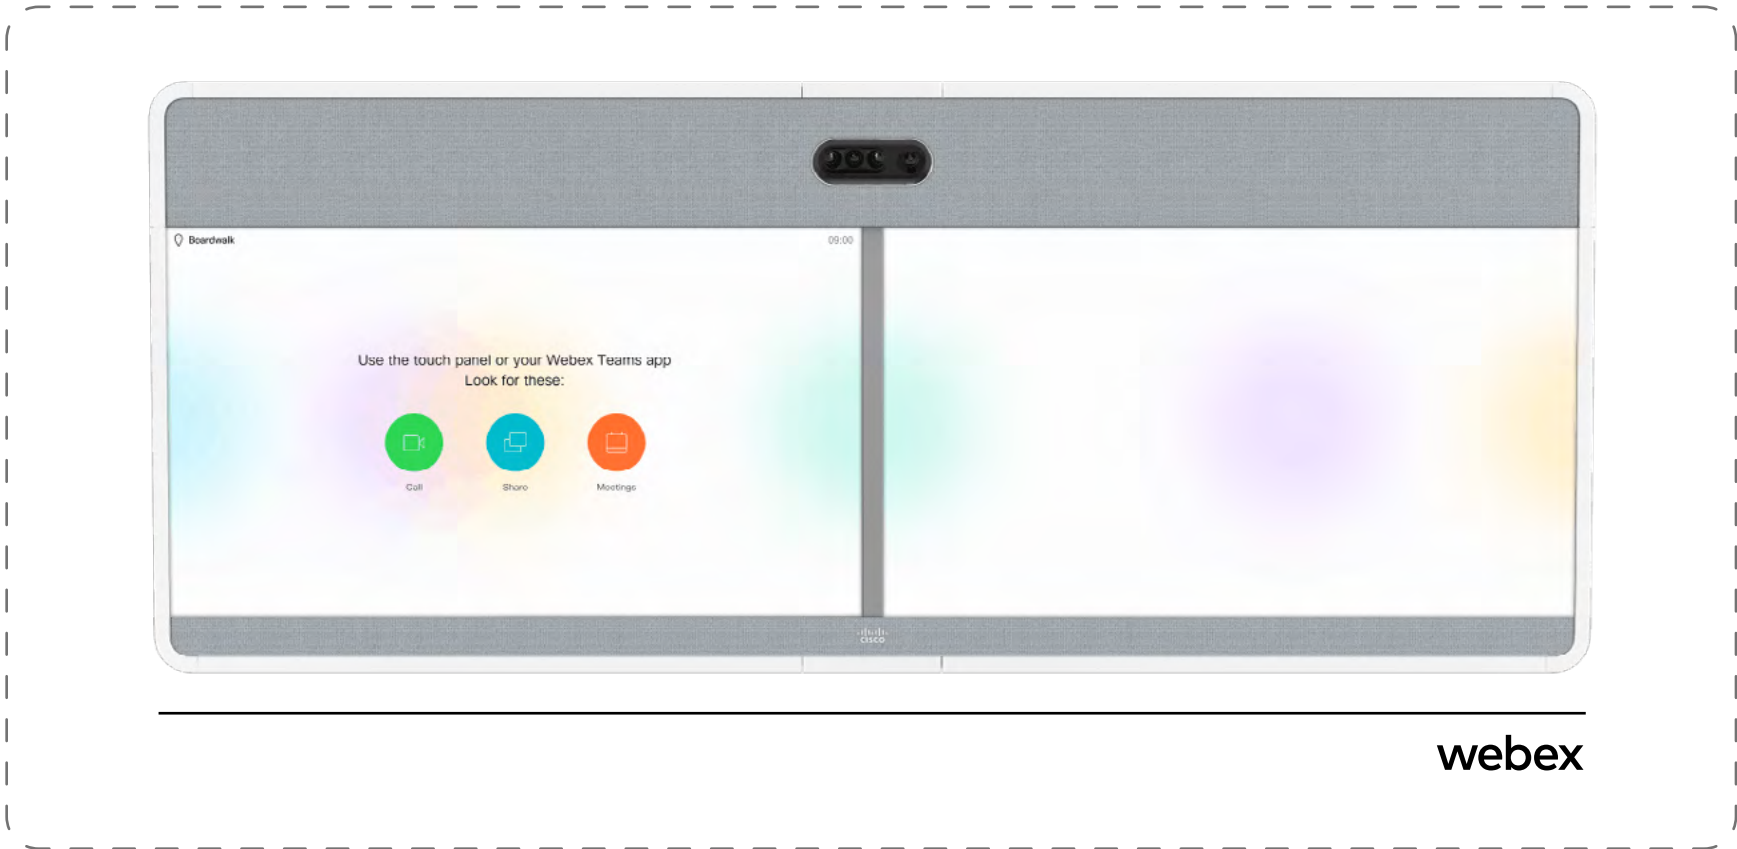 Boardwalk
09:00
Use the touch panel or your Webex Teams app
Look for these:
Call
Share
Meetings
cisco
webex